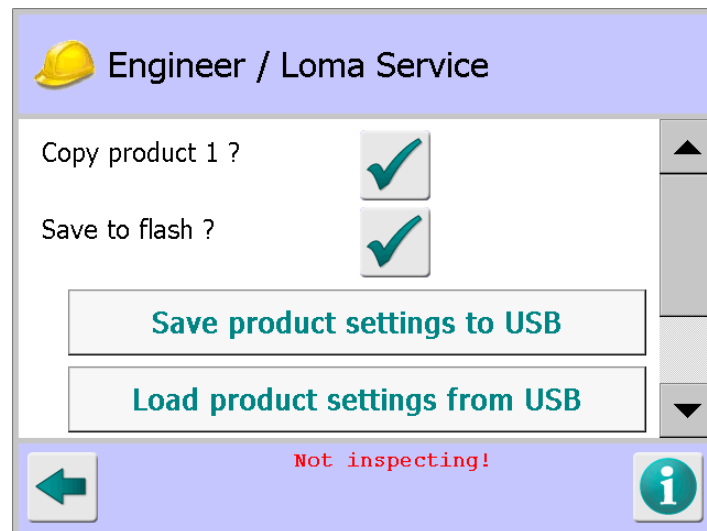 Engineer / Loma Service
Copy product 1 ?
Save to flash ?
Save product settings to USB
Load product settings from USB
Not inspecting!
i